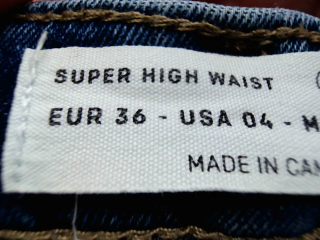 SUPER HIGH WAIST
EUR 36 - USA 04 - M
MADE IN